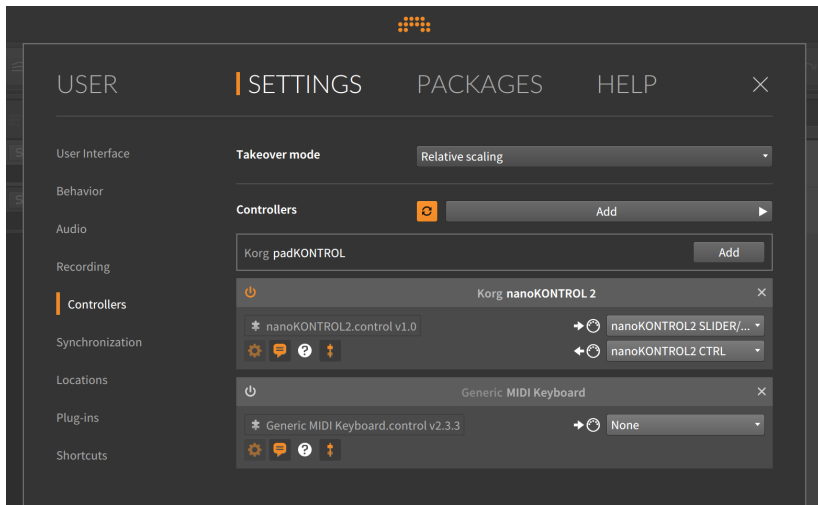 USER SETTINGS PACKAGES HELP
User Interface
Behavior
Audio
Recording
Controllers
Synchronization
Locations
Plug-ins
Shortcuts
Takeover mode Relative scaling
Controllers Add
Korg padKONTROL Add
Korg nanoKONTROL 2
nanoKONTROL2.control v1.0 nanoKONTROL2 SLIDER/...
nanoKONTROL2 CTRL
Generic MIDI Keyboard
Generic MIDI Keyboard.control v2.3.3 None